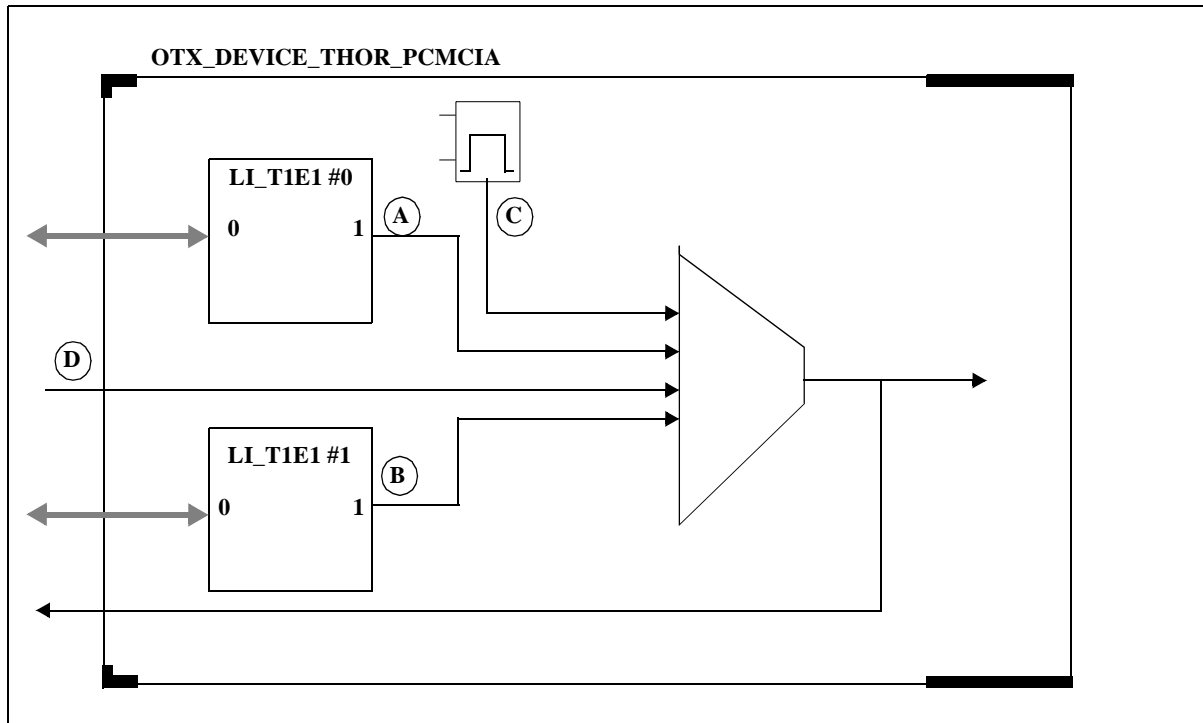 OTX_DEVICE_THOR_PCMCIA
LI_T1E1 #0
0 1
A
C
D
LI_T1E1 #1
0 1
B